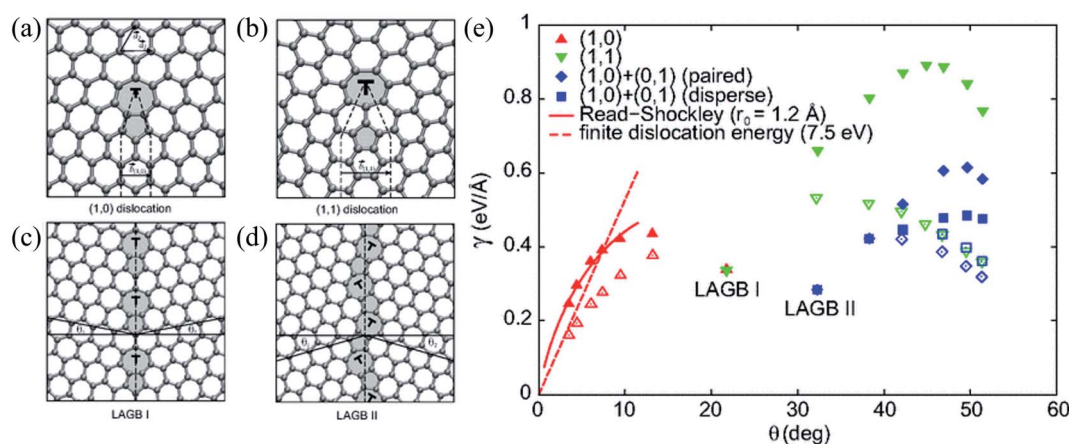 (a)
(b)
(1,0) dislocation
(1,1) dislocation
(c)
(d)
θ₁
θ₂
θ₁
θ₂
LAGB I
LAGB II
(e)
(1,0)
(1,1)
(1,0)+(0,1) (paired)
(1,0)+(0,1) (disperse)
Read-Shockley (r₀ = 1.2 Å)
finite dislocation energy (7.5 eV)
γ (eV/Å)
1
0.8
0.6
0.4
0.2
0
LAGB I
LAGB II
0 10 20 30 40 50 60
θ(deg)